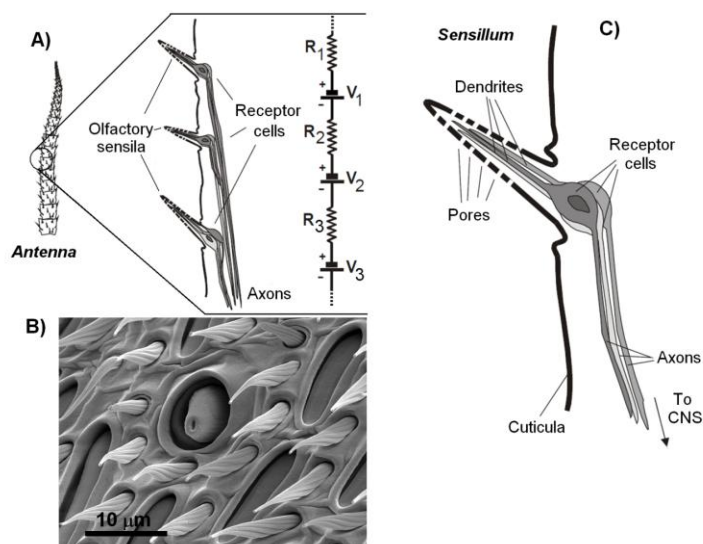 A)
R1
+
V1
-
Olfactory
sensila
Receptor
cells
R2
+
V2
-
R3
+
V3
-
Antenna
Axons
B)
10 µm
Sensillum
C)
Dendrites
Receptor
cells
Pores
Axons
To
CNS
Cuticula